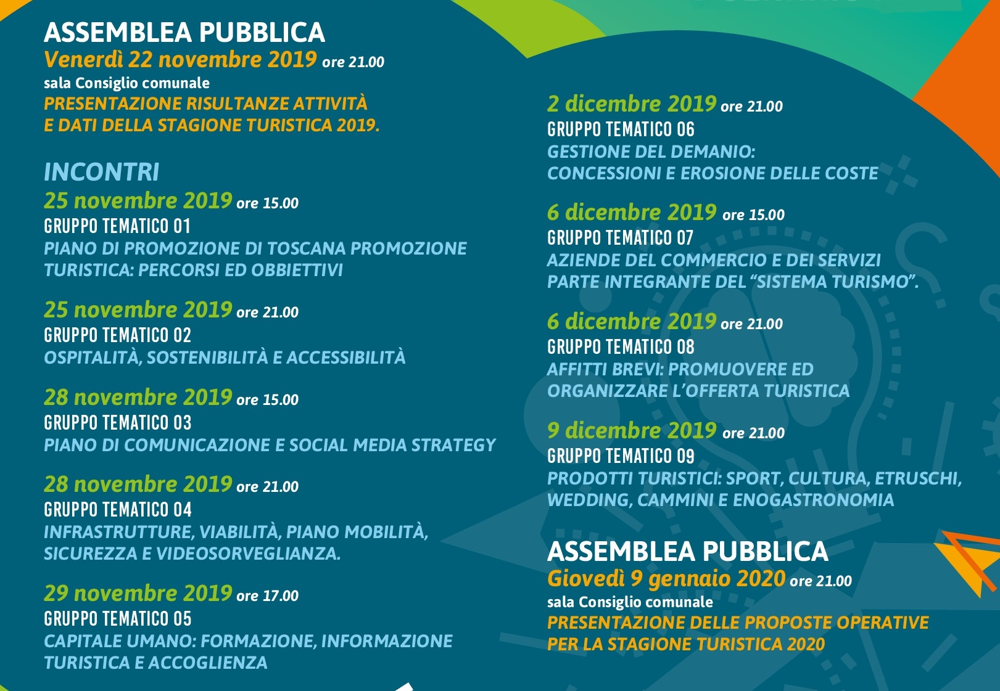 ASSEMBLEA PUBBLICA
Venerdì 22 novembre 2019 ore 21.00
sala Consiglio comunale
PRESENTAZIONE RISULTANZE ATTIVITÀ
E DATI DELLA STAGIONE TURISTICA 2019.
INCONTRI
25 novembre 2019 ore 15.00
GRUPPO TEMATICO 01
PIANO DI PROMOZIONE DI TOSCANA PROMOZIONE
TURISTICA: PERCORSI ED OBBIETTIVI
25 novembre 2019 ore 21.00
GRUPPO TEMATICO 02
OSPITALITÀ, SOSTENIBILITÀ E ACCESSIBILITÀ
28 novembre 2019 ore 15.00
GRUPPO TEMATICO 03
PIANO DI COMUNICAZIONE E SOCIAL MEDIA STRATEGY
28 novembre 2019 ore 21.00
GRUPPO TEMATICO 04
INFRASTRUTTURE, VIABILITÀ, PIANO MOBILITÀ,
SICUREZZA E VIDEOSORVEGLIANZA.
29 novembre 2019 ore 17.00
GRUPPO TEMATICO 05
CAPITALE UMANO: FORMAZIONE, INFORMAZIONE
TURISTICA E ACCOGLIENZA
2 dicembre 2019 ore 21.00
GRUPPO TEMATICO 06
GESTIONE DEL DEMANIO:
CONCESSIONI E EROSIONE DELLE COSTE
6 dicembre 2019 ore 15.00
GRUPPO TEMATICO 07
AZIENDE DEL COMMERCIO E DEI SERVIZI
PARTE INTEGRANTE DEL “SISTEMA TURISMO”.
6 dicembre 2019 ore 21.00
GRUPPO TEMATICO 08
AFFITTI BREVI: PROMUOVERE ED
ORGANIZZARE L’OFFERTA TURISTICA
9 dicembre 2019 ore 21.00
GRUPPO TEMATICO 09
PRODOTTI TURISTICI: SPORT, CULTURA, ETRUSCHI,
WEDDING, CAMMINI E ENOGASTRONOMIA
ASSEMBLEA PUBBLICA
Giovedì 9 gennaio 2020 ore 21.00
sala Consiglio comunale
PRESENTAZIONE DELLE PROPOSTE OPERATIVE
PER LA STAGIONE TURISTICA 2020